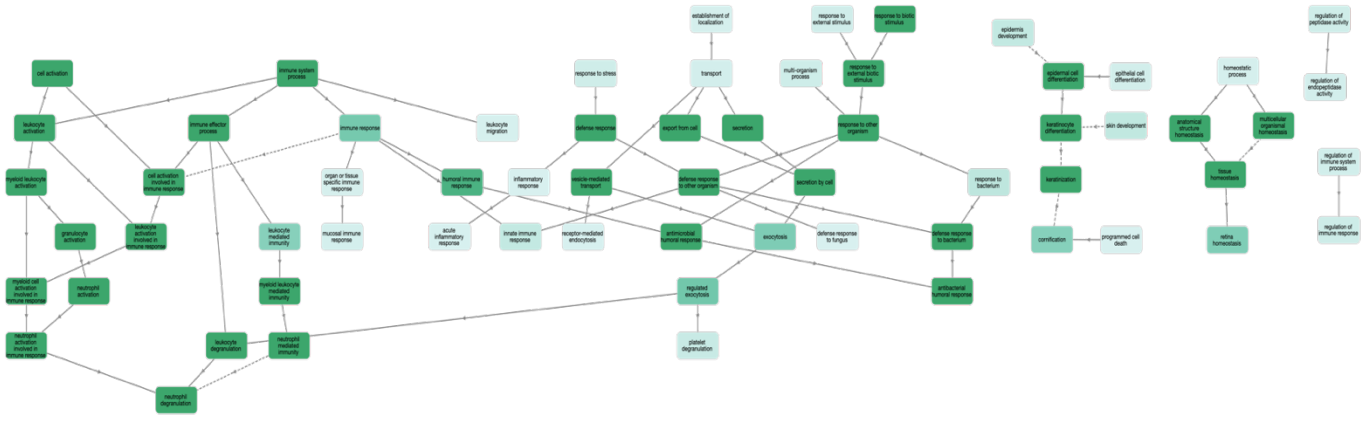 establishment of
localization
response to
external stimulus
response to biotic
stimulus
regulation of
peptidase activity
epidermis
development
cell activation
immune system
process
response to stress
transport
multi-organism
process
response to
external biotic
stimulus
epidermal cell
differentiation
epithelial cell
differentiation
homeostatic
process
regulation of
endopeptidase
activity
leukocyte
activation
immune effector
process
immune response
leukocyte
migration
defense response
export from cell
secretion
response to other
organism
keratinocyte
differentiation
skin development
anatomical
structure
homeostasis
multicellular
organismal
homeostasis
myeloid leukocyte
activation
cell activation
involved in
immune response
organ or tissue
specific immune
response
humoral immune
response
inflammatory
response
vesicle-mediated
transport
defense response
to other organism
secretion by cell
response to
bacterium
keratinization
tissue
homeostasis
regulation of
immune system
process
granulocyte
activation
leukocyte
activation
involved in
immune response
leukocyte
mediated
immunity
mucosal immune
response
acute
inflammatory
response
innate immune
response
receptor-mediated
endocytosis
antimicrobial
humoral response
exocytosis
defense response
to fungus
defense response
to bacterium
cornification
programmed cell
death
retina
homeostasis
regulation of
immune response
myeloid cell
activation
involved in
immune response
neutrophil
activation
myeloid leukocyte
mediated
immunity
regulated
exocytosis
antibacterial
humoral response
neutrophil
activation
involved in
immune response
leukocyte
degranulation
neutrophil
mediated
immunity
platelet
degranulation
neutrophil
degranulation